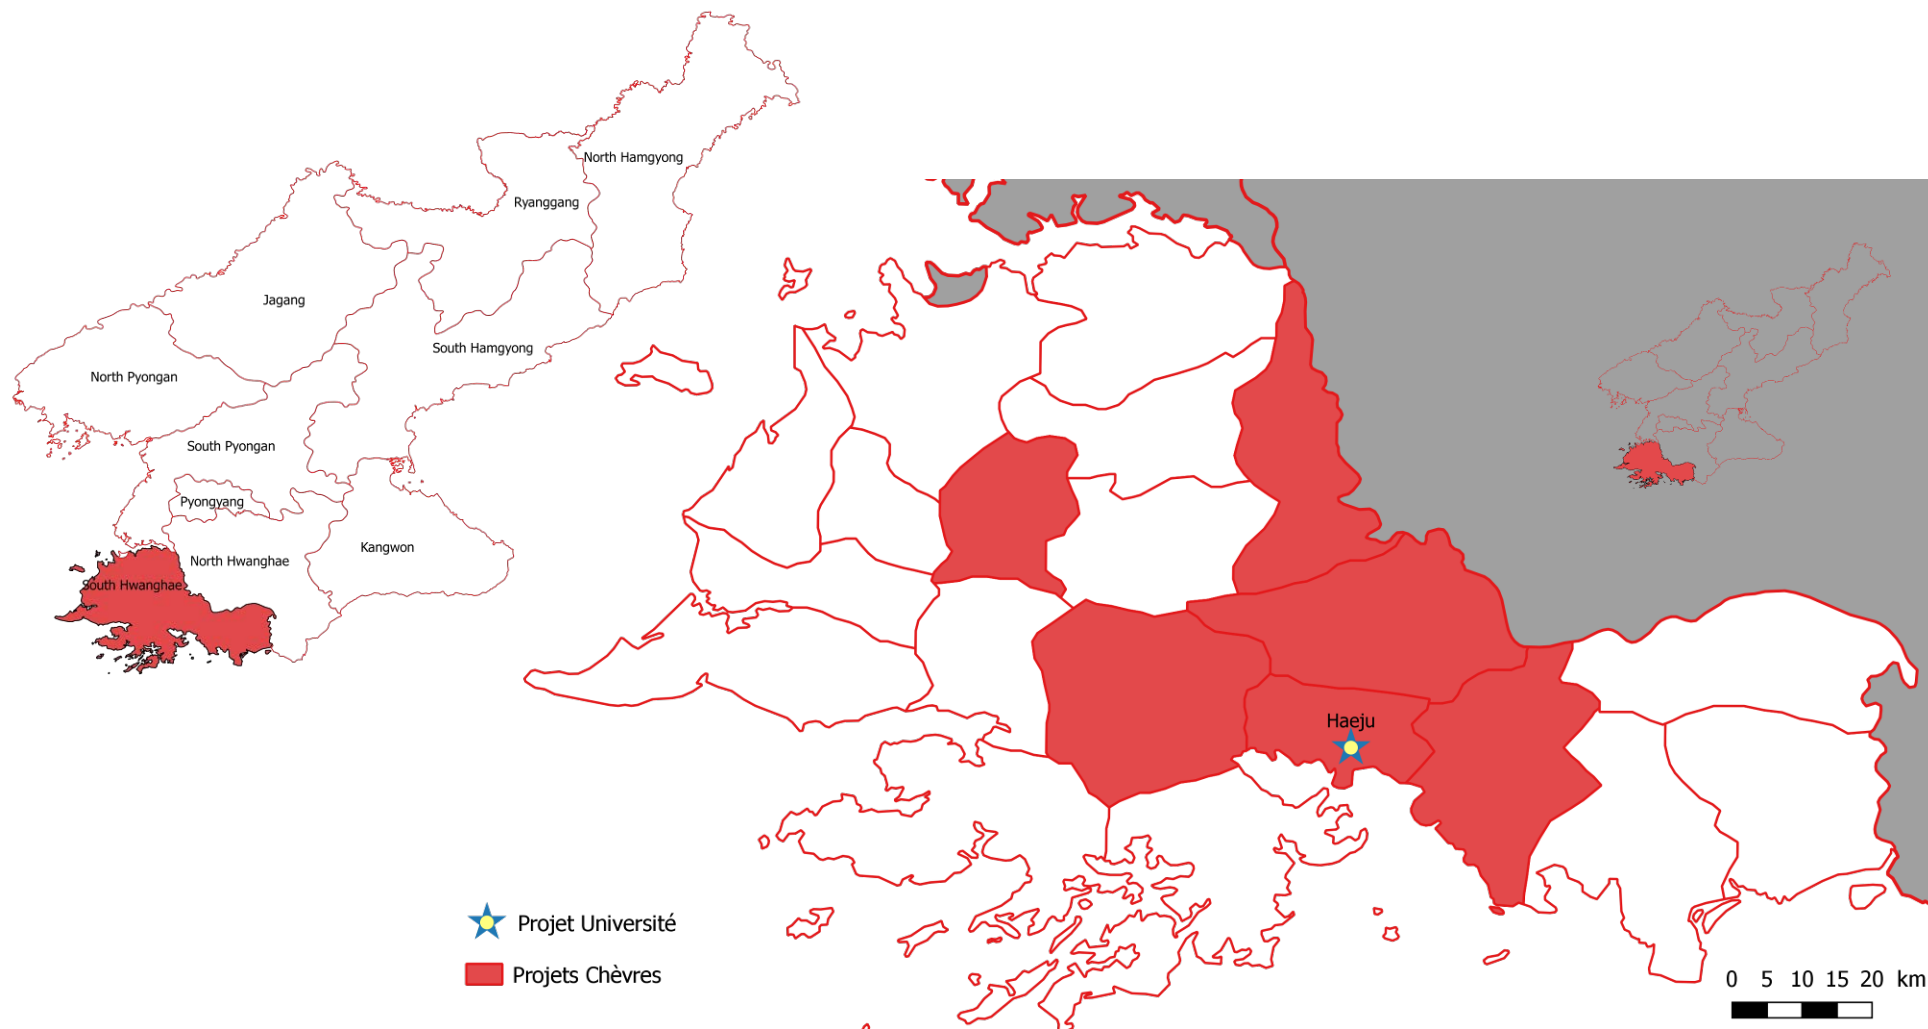 North Hamgyong
Ryanggang
Jagang
South Hamgyong
North Pyongan
South Pyongan
Pyongyang
Kangwon
North Hwanghae
South Hwanghae
Haeju
Projet Université
Projets Chèvres
0 5 10 15 20 km